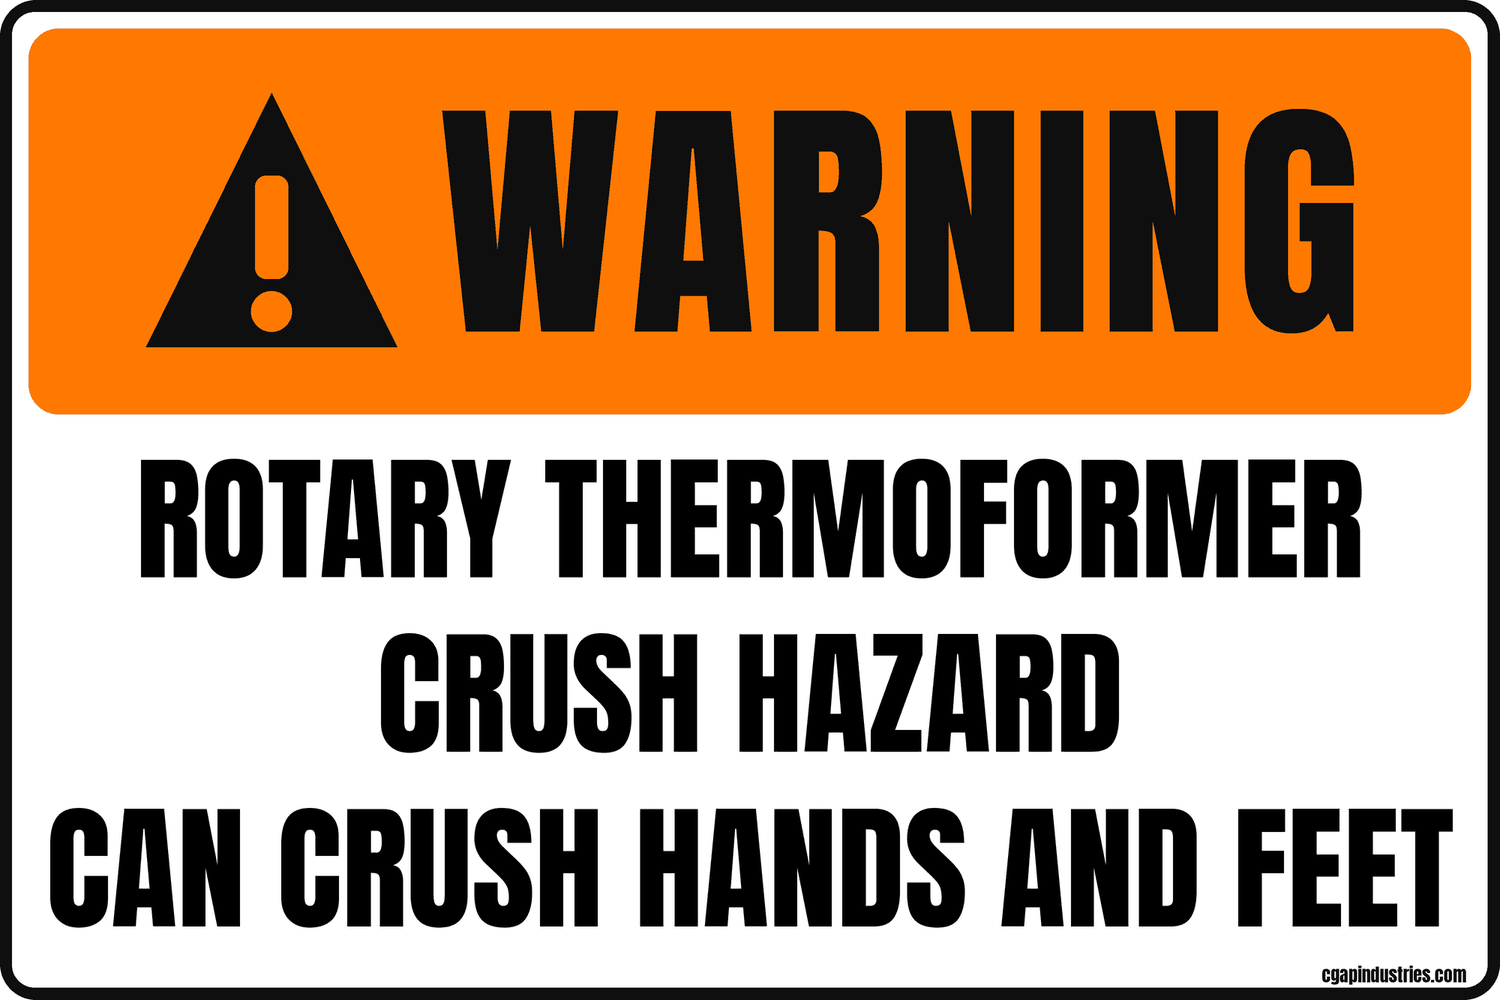 WARNING
ROTARY THERMOFORMER
CRUSH HAZARD
CAN CRUSH HANDS AND FEET
cgapindustries.com